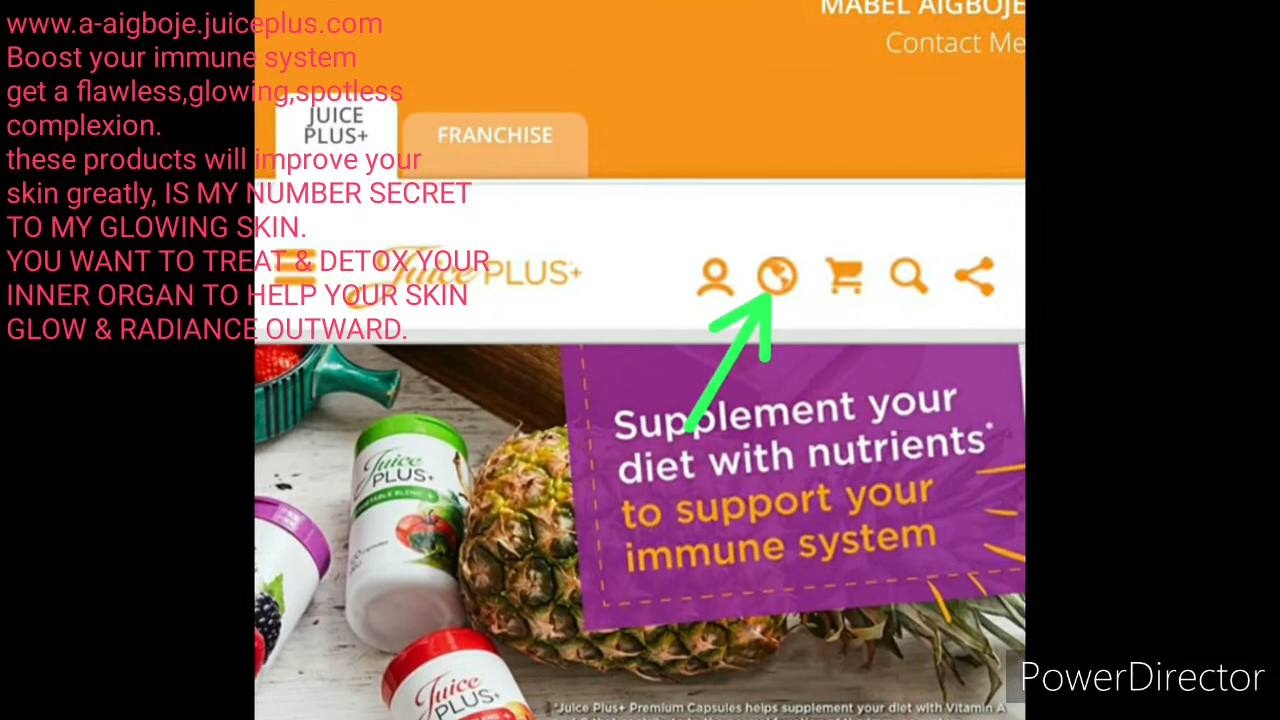 www.a-aigboje.juiceplus.com
Boost your immune system
get a flawless,glowing,spotless
complexion.
these products will improve your
skin greatly, IS MY NUMBER SECRET
TO MY GLOWING SKIN.
YOU WANT TO TREAT & DETOX YOUR
INNER ORGAN TO HELP YOUR SKIN
GLOW & RADIANCE OUTWARD.
MABEL AIGBOJE
Contact Me
JUICE
PLUS+
FRANCHISE
Juice PLUS+
Supplement your
diet with nutrients*
to support your
immune system
Juice
PLUS+
VEGETABLE BLEND
Juice
PLUS+
*Juice Plus+ Premium Capsules helps supplement your diet with Vitamin A
PowerDirector